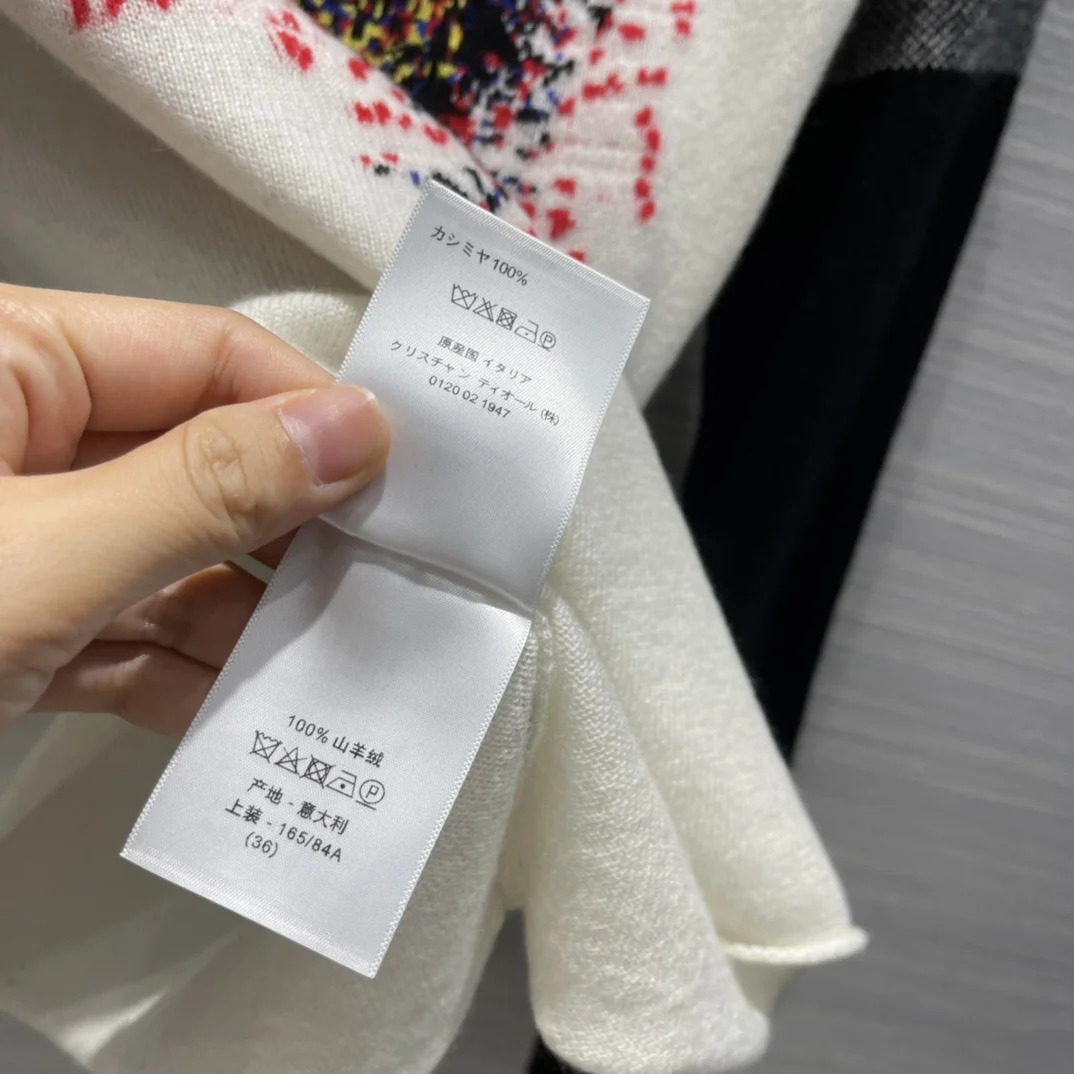 カシミヤ100%
原産国 イタリア
クリスチャン ディオール (株)
0120 02 1947
100% 山羊绒
产地 - 意大利
上装 - 165/84A
(36)